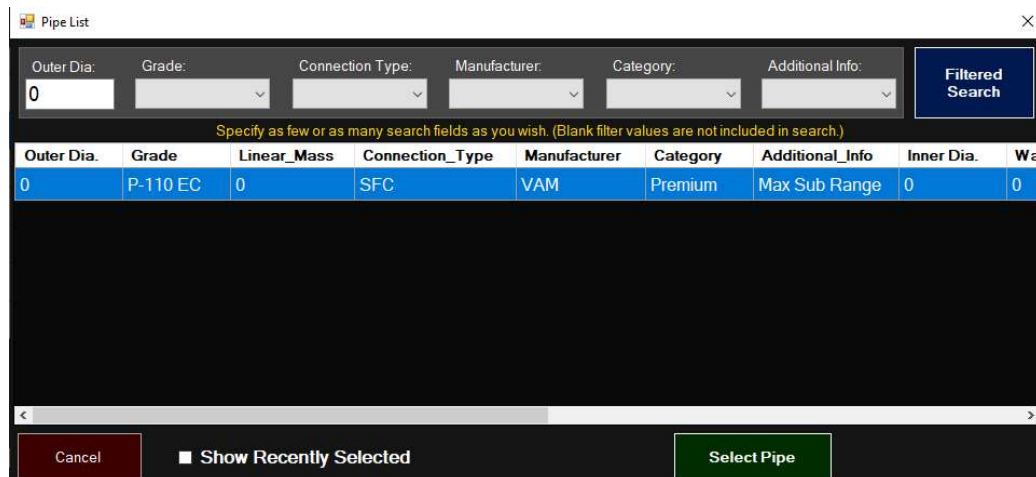 Pipe List
Outer Dia: Grade: Connection Type: Manufacturer: Category: Additional Info:
0
Filtered
Search
Specify as few or as many search fields as you wish. (Blank filter values are not included in search.)
Outer Dia. Grade Linear_Mass Connection_Type Manufacturer Category Additional_Info Inner Dia. Wa
0 P-110 EC 0 SFC VAM Premium Max Sub Range 0 0
Cancel Show Recently Selected Select Pipe